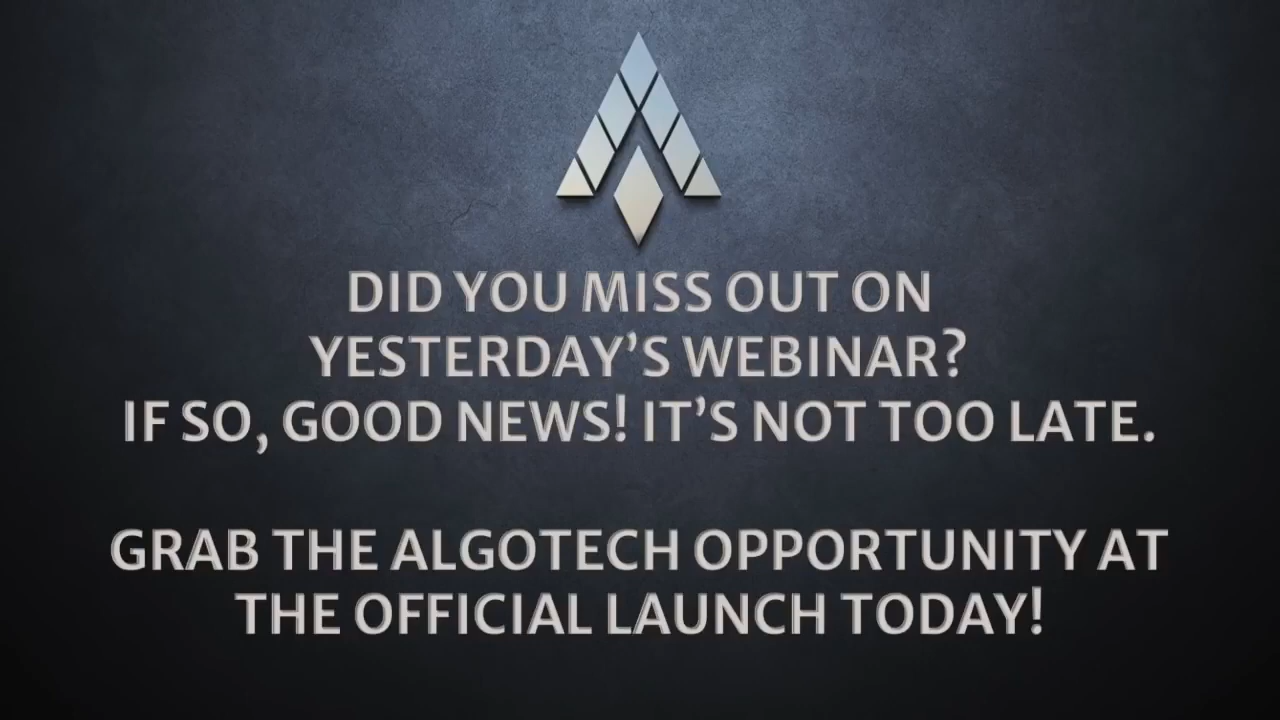 DID YOU MISS OUT ON
YESTERDAY’S WEBINAR?
IF SO, GOOD NEWS! IT’S NOT TOO LATE.
GRAB THE ALGOTECH OPPORTUNITY AT
THE OFFICIAL LAUNCH TODAY!